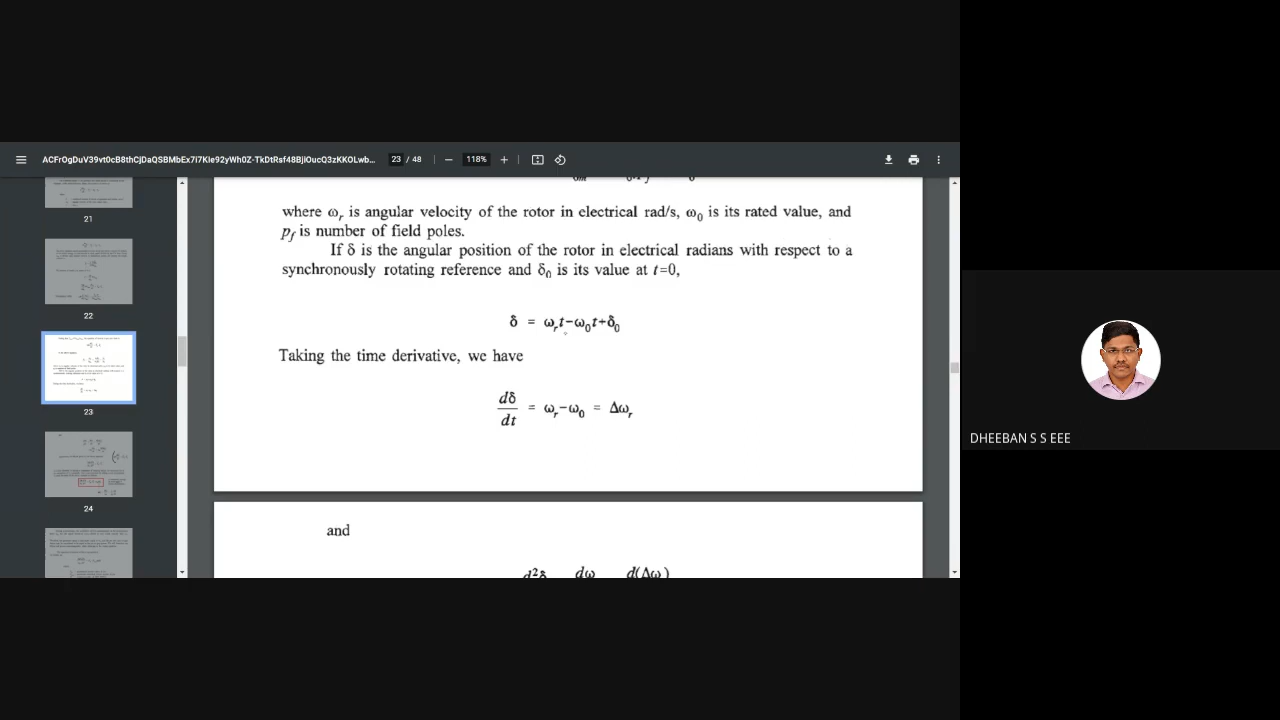 ACFrOgDuV39vt0cB8thCjDaQSBMbEx7i7Kie92yWh0Z-TkDtRsf48BjiOucQ3zKKOLwb... 23 / 48 118%
21
22
23
24
where ωr is angular velocity of the rotor in electrical rad/s, ω0 is its rated value, and
pf is number of field poles.
If δ is the angular position of the rotor in electrical radians with respect to a
synchronously rotating reference and δ0 is its value at t=0,
δ = ωrt−ω0t+δ0
Taking the time derivative, we have
dδ/dt = ωr−ω0 = Δωr
and
d²δ dω d(Δω)
DHEEBAN S S EEE